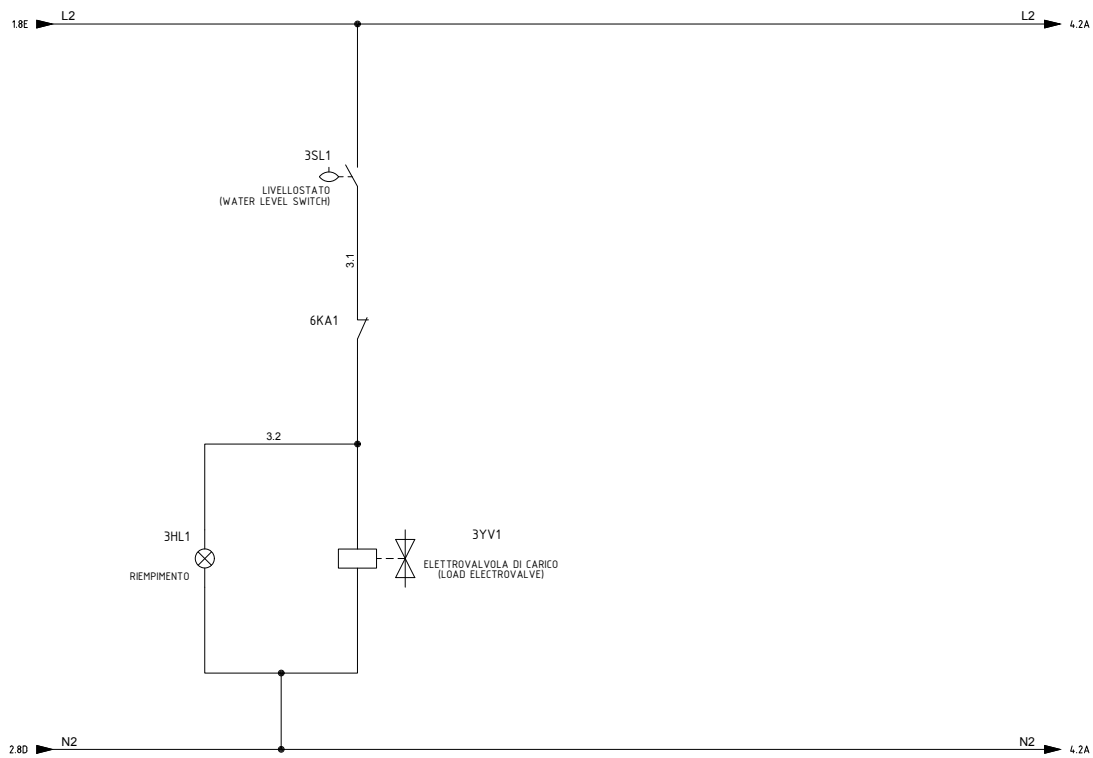 L2
L2
1.8E
4.2A
3SL1
LIVELLOSTATO
(WATER LEVEL SWITCH)
3.1
6KA1
3.2
3HL1
3YV1
ELETTROVALVOLA DI CARICO
(LOAD ELECTROVALVE)
RIEMPIMENTO
N2
N2
2.8D
4.2A